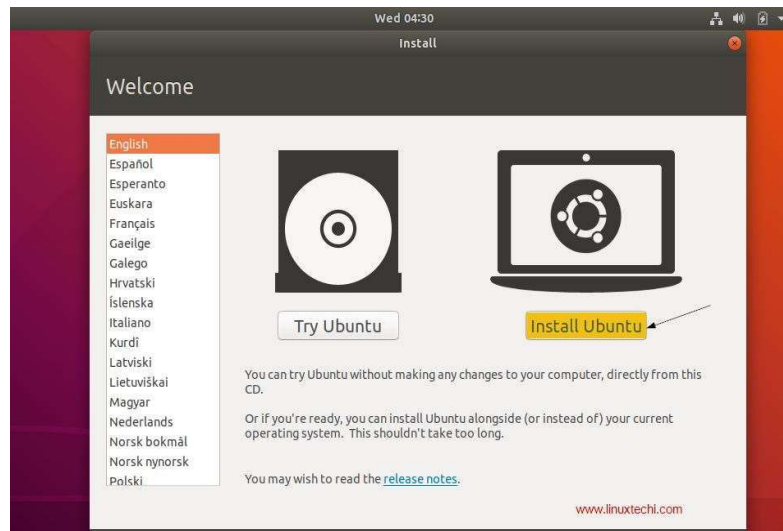 Wed 04:30
Install
Welcome
English
Español
Esperanto
Euskara
Français
Gaeilge
Galego
Hrvatski
Íslenska
Italiano
Kurdî
Latviski
Lietuviškai
Magyar
Nederlands
Norsk bokmål
Norsk nynorsk
Polski
Try Ubuntu
Install Ubuntu
You can try Ubuntu without making any changes to your computer, directly from this
CD.
Or if you're ready, you can install Ubuntu alongside (or instead of) your current
operating system. This shouldn't take too long.
You may wish to read the release notes.
www.linuxtechi.com